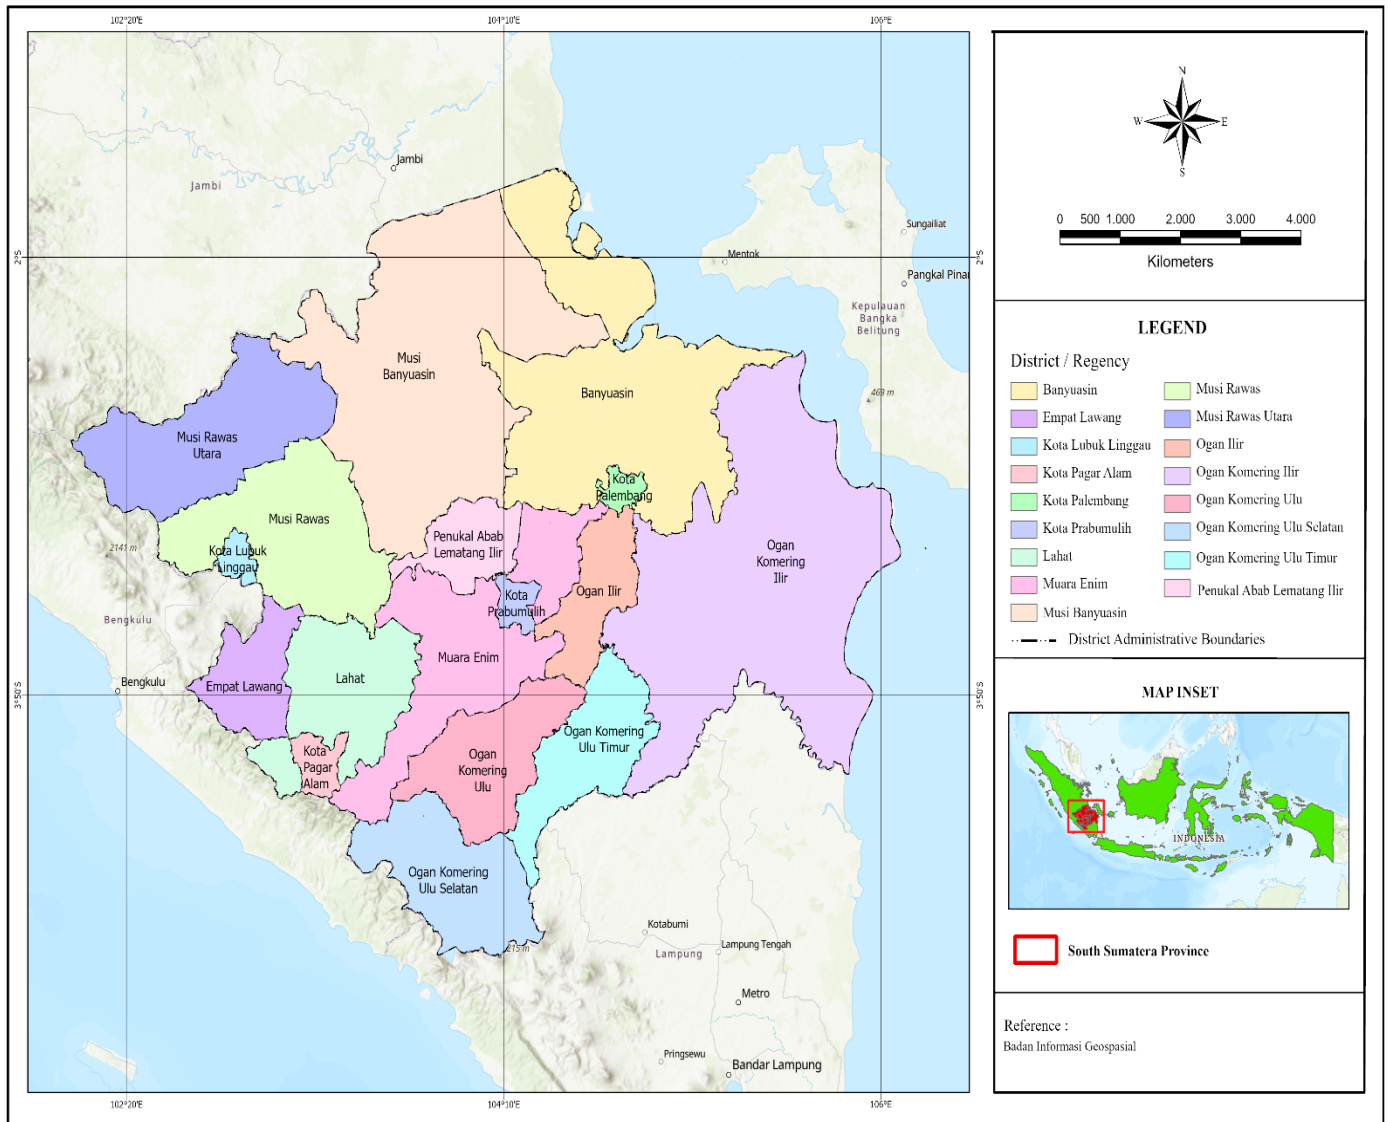 102°20'E
104°10'E
106°E
2°S
3°50'S
2°S
3°50'S
102°20'E
104°10'E
106°E
Jambi
Jambi
Sungailiat
Mentok
Kepulauan
Bangka
Belitung
469 m
Musi
Banyuasin
Banyuasin
Musi Rawas
Utara
Kota
Palembang
Musi Rawas
Penukal Abab
Lematang Ilir
Ogan
Komering
Ilir
2141 m
Kota Lubuk
Linggau
Kota
Prabumulih
Ogan Ilir
Bengkulu
Muara Enim
Bengkulu
Empat Lawang
Lahat
Ogan Komering
Ulu Timur
Kota
Pagar
Alam
Ogan
Komering
Ulu
Ogan Komering
Ulu Selatan
Kotabumi
Lampung
Lampung Tengah
Metro
Pringsewu
Bandar Lampung
N
W
E
S
0 500 1.000 2.000 3.000 4.000
Kilometers
LEGEND
District / Regency
Banyuasin
Empat Lawang
Kota Lubuk Linggau
Kota Pagar Alam
Kota Palembang
Kota Prabumulih
Lahat
Muara Enim
Musi Banyuasin
Musi Rawas
Musi Rawas Utara
Ogan Ilir
Ogan Komering Ilir
Ogan Komering Ulu
Ogan Komering Ulu Selatan
Ogan Komering Ulu Timur
Penukal Abab Lematang Ilir
District Administrative Boundaries
MAP INSET
INDONESIA
South Sumatera Province
Reference :
Badan Informasi Geospasial